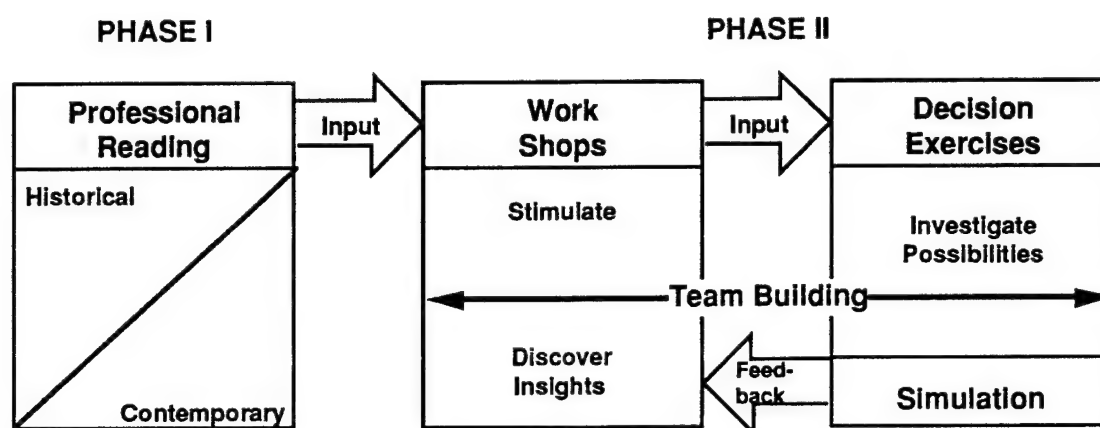 PHASE I
PHASE II
Professional
Reading
Input
Work
Shops
Input
Decision
Exercises
Historical
Contemporary
Stimulate
Investigate
Possibilities
Team Building
Discover
Insights
Feed-
back
Simulation